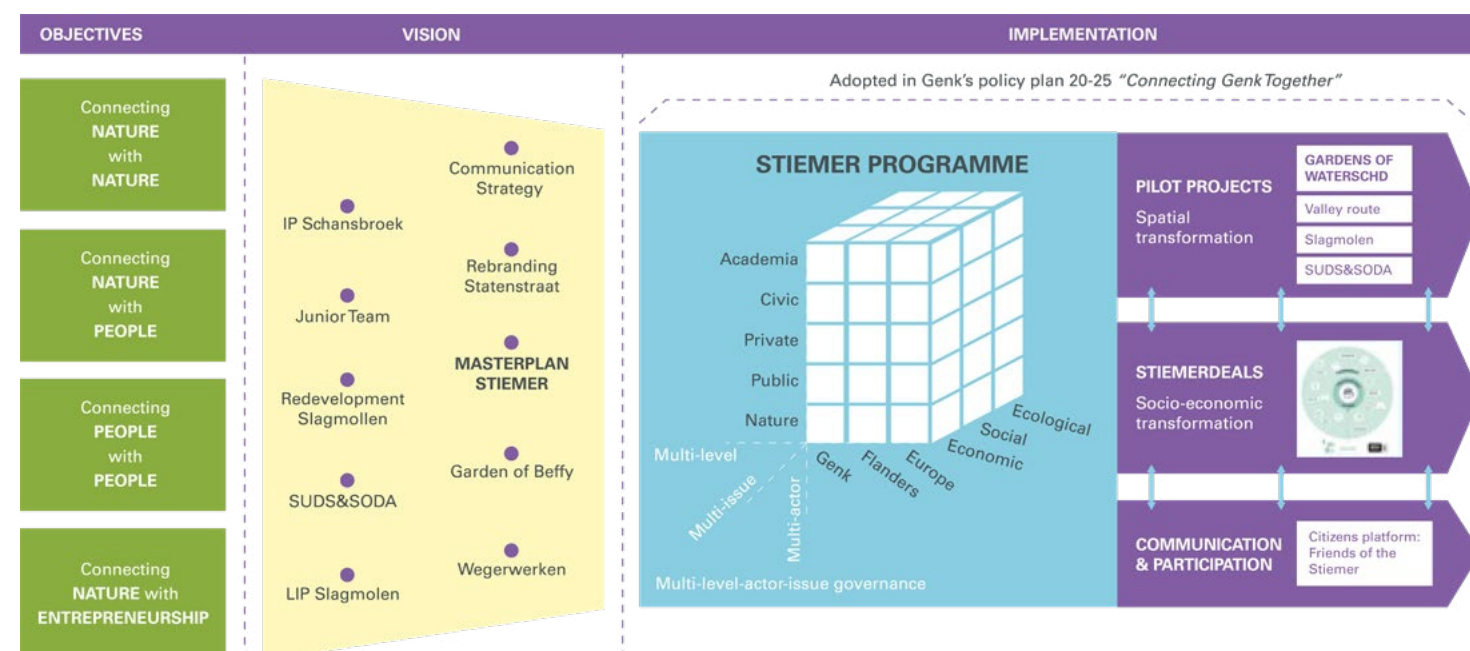 OBJECTIVES
VISION
IMPLEMENTATION
Connecting
NATURE
with
NATURE
Connecting
NATURE
with
PEOPLE
Connecting
PEOPLE
with
PEOPLE
Connecting
NATURE with
ENTREPRENEURSHIP
Communication
Strategy
IP Schansbroek
Rebranding
Statenstraat
Junior Team
MASTERPLAN
STIEMER
Redevelopment
Slagmollen
Garden of Beffy
SUDS&SODA
Wegerwerken
LIP Slagmolen
Adopted in Genk's policy plan 20-25 "Connecting Genk Together"
STIEMER PROGRAMME
Academia
Civic
Private
Public
Nature
Multi-level
Multi-issue
Multi-actor
Genk
Flanders
Europe
Economic
Social
Ecological
Multi-level-actor-issue governance
PILOT PROJECTS
Spatial
transformation
GARDENS OF
WATERSCHD
Valley route
Slagmolen
SUDS&SODA
STIEMERDEALS
Socio-economic
transformation
COMMUNICATION
& PARTICIPATION
Citizens platform:
Friends of the
Stiemer